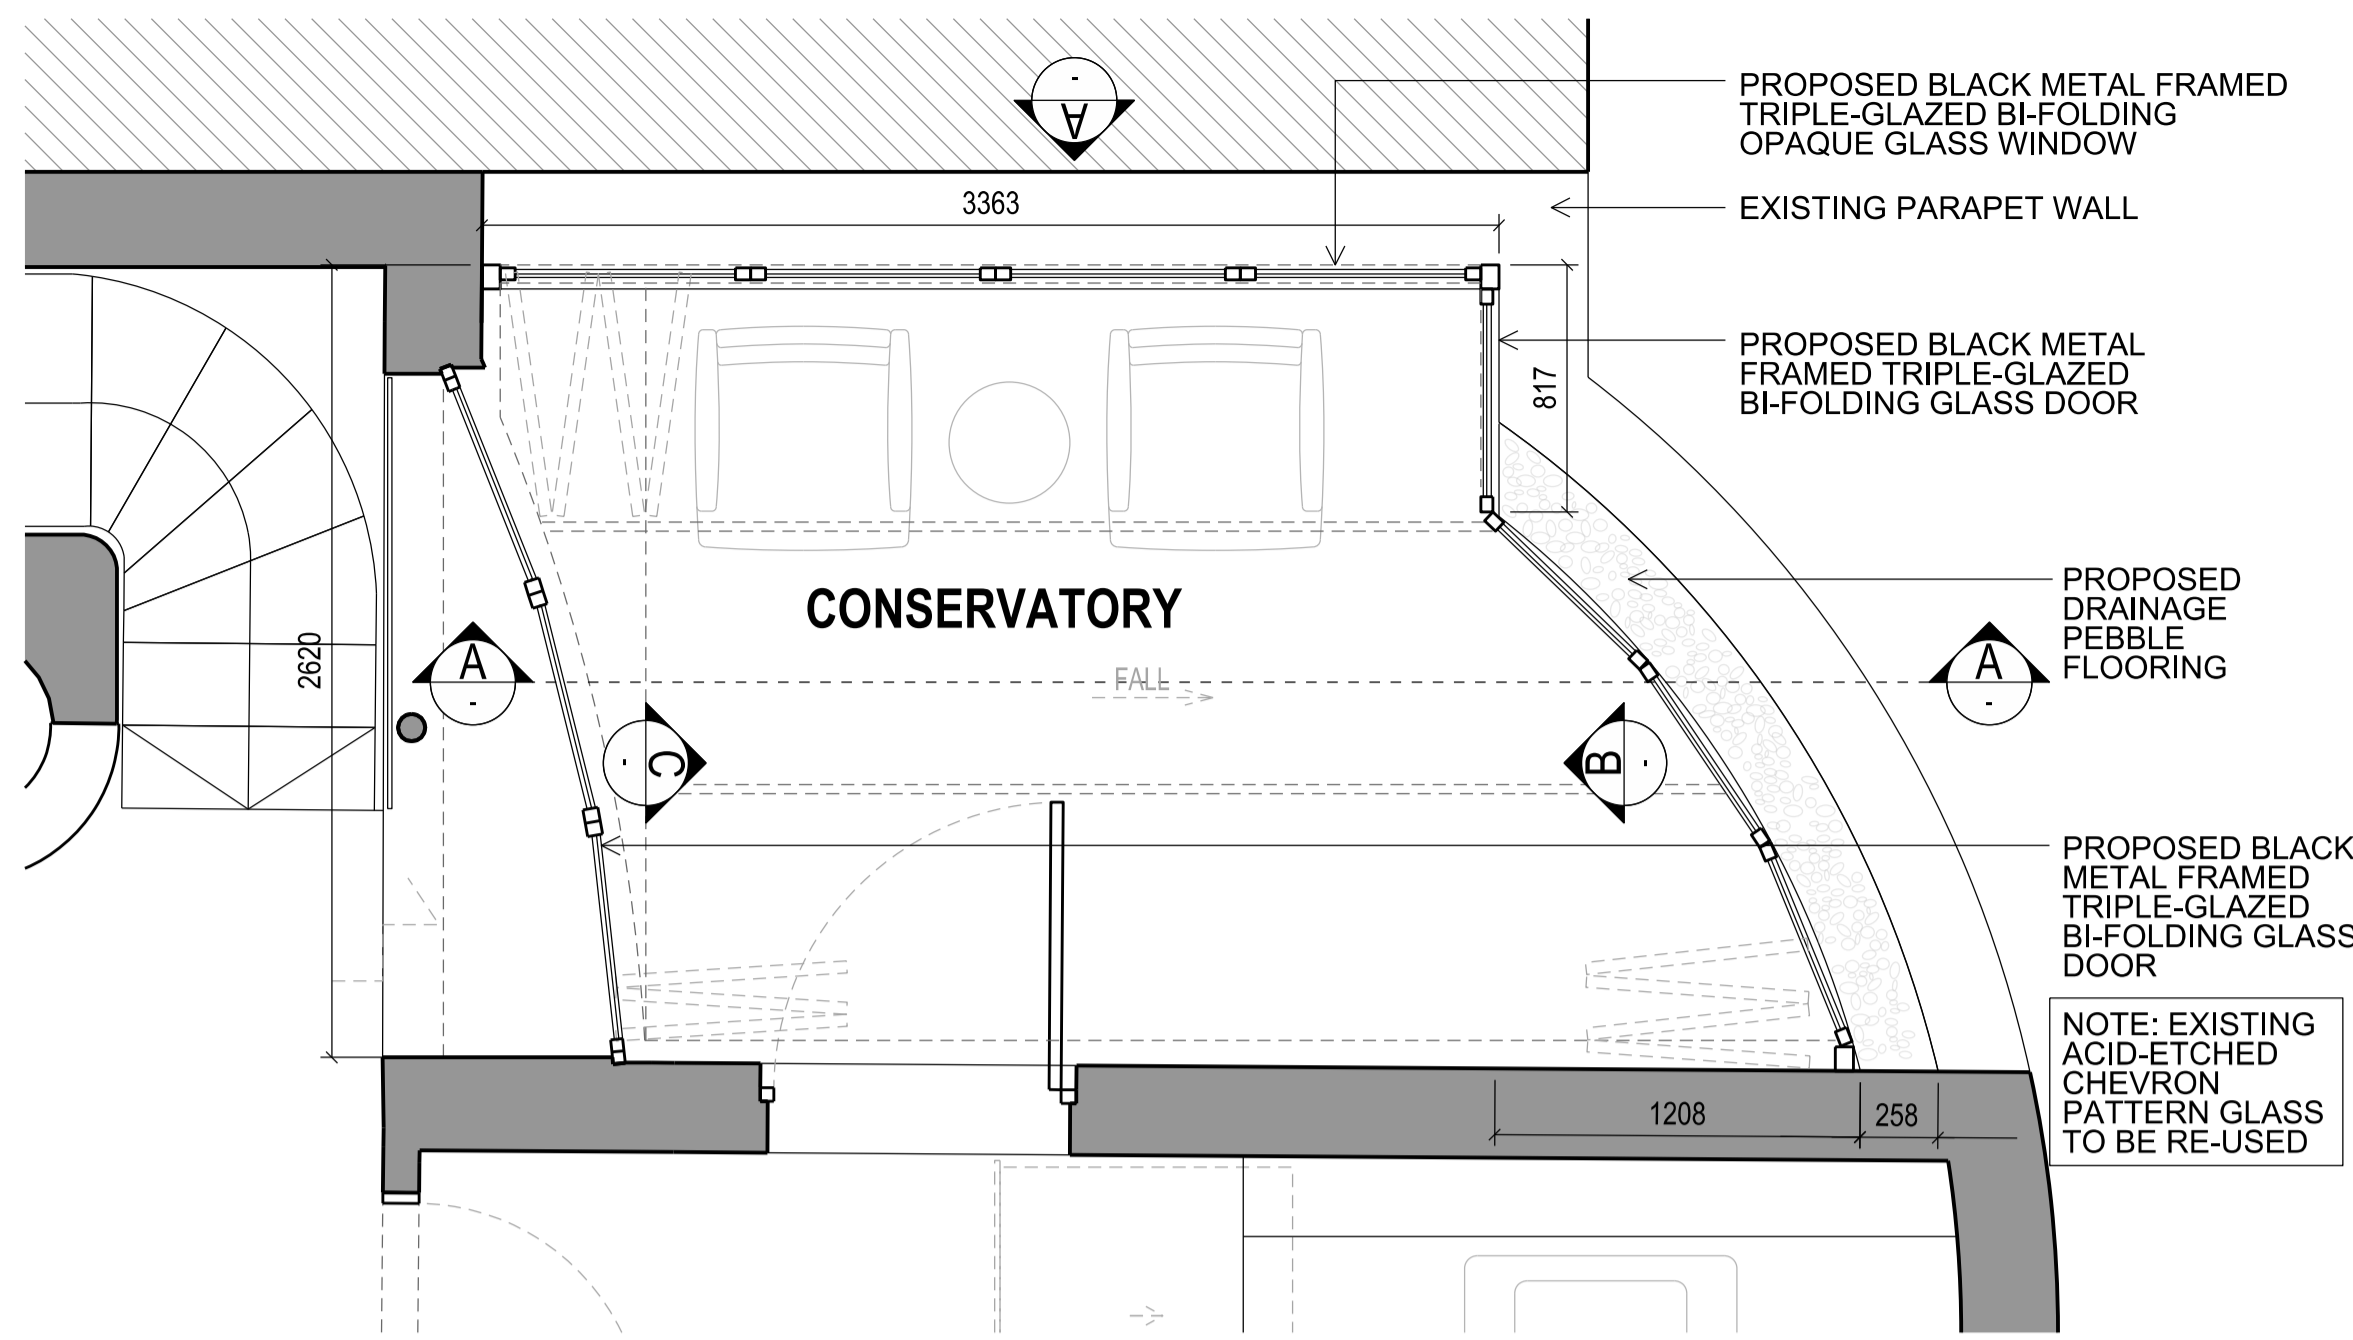 -
A
PROPOSED BLACK METAL FRAMED
TRIPLE-GLAZED BI-FOLDING
OPAQUE GLASS WINDOW
3363
EXISTING PARAPET WALL
PROPOSED BLACK METAL
FRAMED TRIPLE-GLAZED
BI-FOLDING GLASS DOOR
817
CONSERVATORY
PROPOSED
DRAINAGE
PEBBLE
FLOORING
2620
A
-
FALL
A
-
C
-
B
-
PROPOSED BLACK
METAL FRAMED
TRIPLE-GLAZED
BI-FOLDING GLASS
DOOR
NOTE: EXISTING
ACID-ETCHED
CHEVRON
PATTERN GLASS
TO BE RE-USED
1208
258